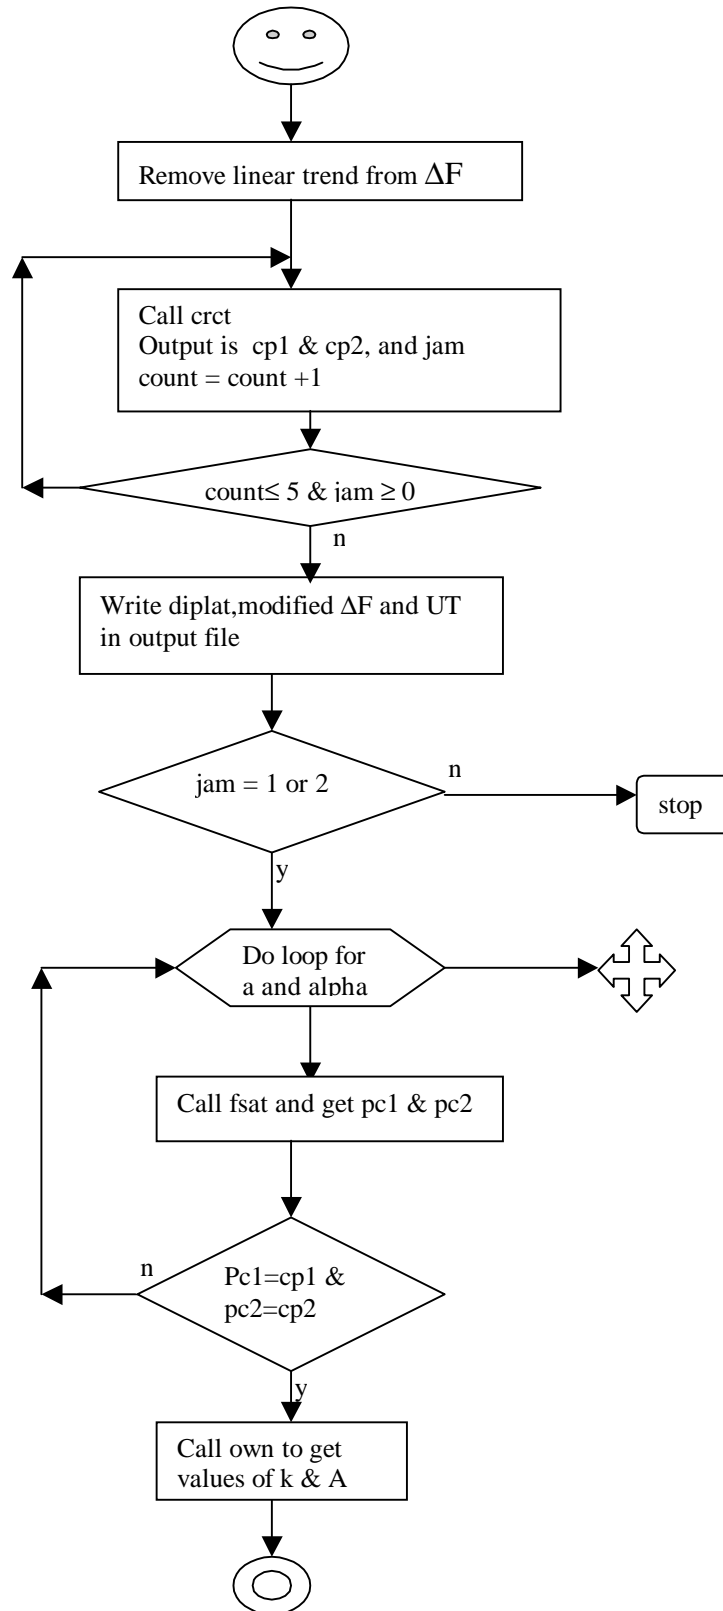 Remove linear trend from ΔF
Call crct
Output is cp1 & cp2, and jam
count = count +1
count≤ 5 & jam ≥ 0
n
Write diplat,modified ΔF and UT
in output file
jam = 1 or 2
n
stop
y
Do loop for
a and alpha
Call fsat and get pc1 & pc2
n
Pc1=cp1 &
pc2=cp2
y
Call own to get
values of k & A